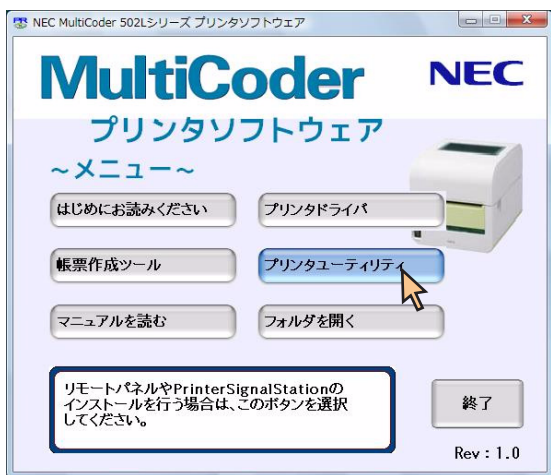 NEC MultiCoder 502Lシリーズ プリンタソフトウェア
MultiCoder NEC
プリンタソフトウェア
~メニュー~
はじめにお読みください プリンタドライバ
帳票作成ツール プリンタユーティリティ
マニュアルを読む フォルダを開く
リモートパネルやPrinterSignalStationの
インストールを行う場合は、このボタンを選択
してください。
終了
Rev : 1.0